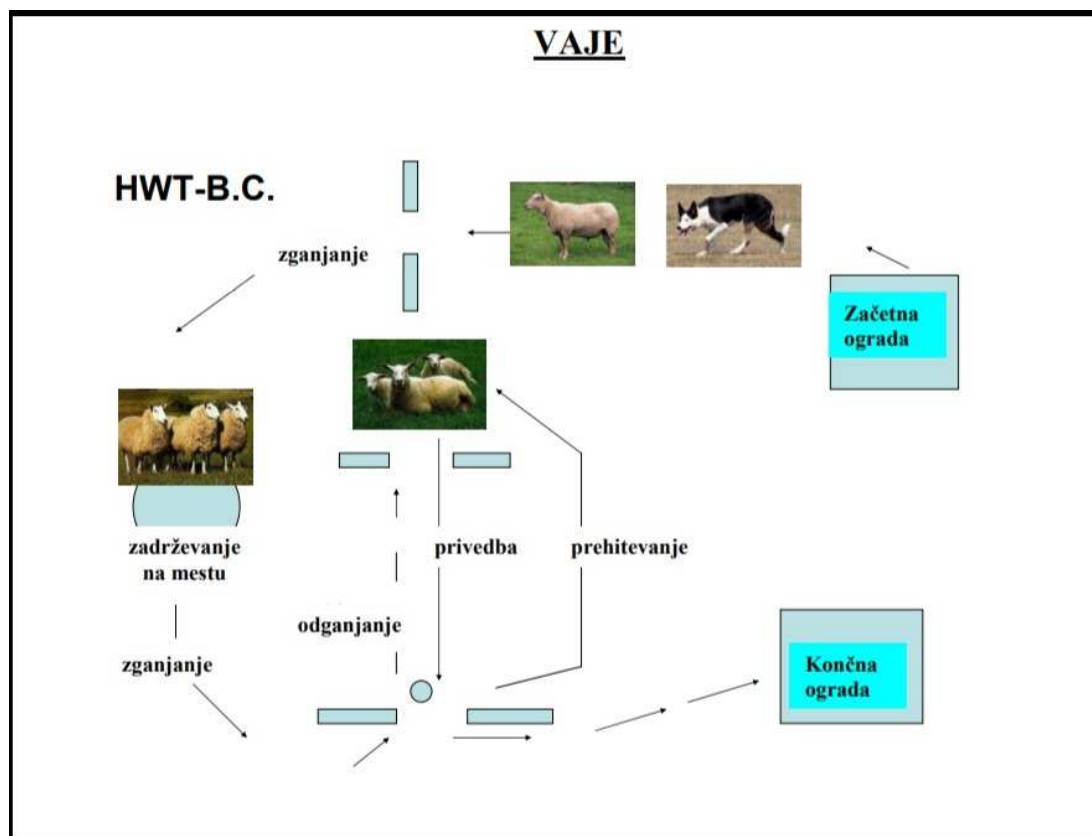 VAJE
HWT-B.C.
zganjanje
Začetna
ograda
zadrževanje
na mestu
privedba
prehitevanje
odganjanje
zganjanje
Končna
ograda